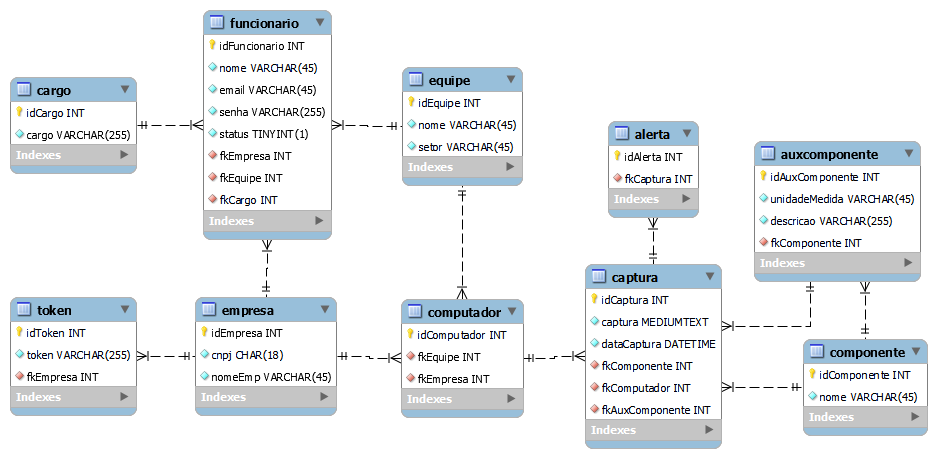 funcionario
idFuncionario INT
nome VARCHAR(45)
email VARCHAR(45)
senha VARCHAR(255)
status TINYINT(1)
fkEmpresa INT
fkEquipe INT
fkCargo INT
Indexes
cargo
idCargo INT
cargo VARCHAR(255)
Indexes
equipe
idEquipe INT
nome VARCHAR(45)
setor VARCHAR(45)
Indexes
alerta
idAlerta INT
fkCaptura INT
Indexes
auxcomponente
idAuxComponente INT
unidadeMedida VARCHAR(45)
descricao VARCHAR(255)
fkComponente INT
Indexes
token
idToken INT
token VARCHAR(255)
fkEmpresa INT
Indexes
empresa
idEmpresa INT
cnpj CHAR(18)
nomeEmp VARCHAR(45)
Indexes
computador
idComputador INT
fkEquipe INT
fkEmpresa INT
Indexes
captura
idCaptura INT
captura MEDIUMTEXT
dataCaptura DATETIME
fkComponente INT
fkComputador INT
fkAuxComponente INT
Indexes
componente
idComponente INT
nome VARCHAR(45)
Indexes